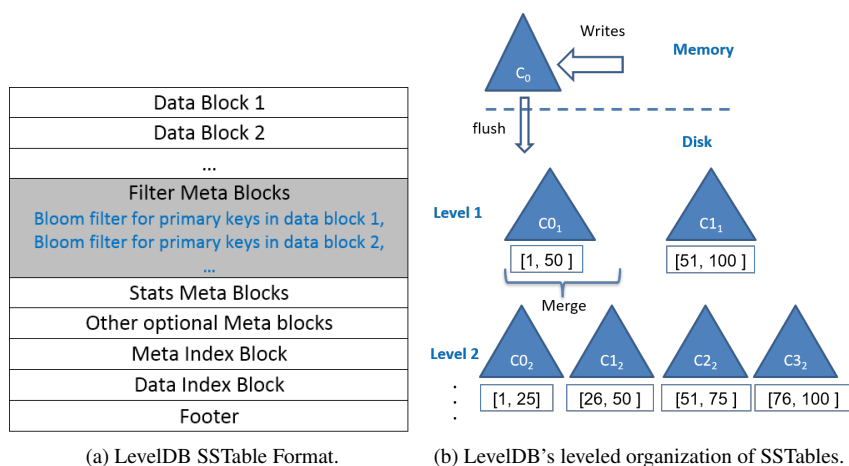 Data Block 1
Data Block 2
...
Filter Meta Blocks
Bloom filter for primary keys in data block 1,
Bloom filter for primary keys in data block 2,
...
Stats Meta Blocks
Other optional Meta blocks
Meta Index Block
Data Index Block
Footer
(a) LevelDB SSTable Format.
Writes
Memory
C₀
flush
Disk
Level 1
C0₁
C1₁
[1, 50 ]
[51, 100 ]
Merge
Level 2
C0₂
C1₂
C2₂
C3₂
[1, 25]
[26, 50 ]
[51, 75 ]
[76, 100 ]
(b) LevelDB's leveled organization of SSTables.